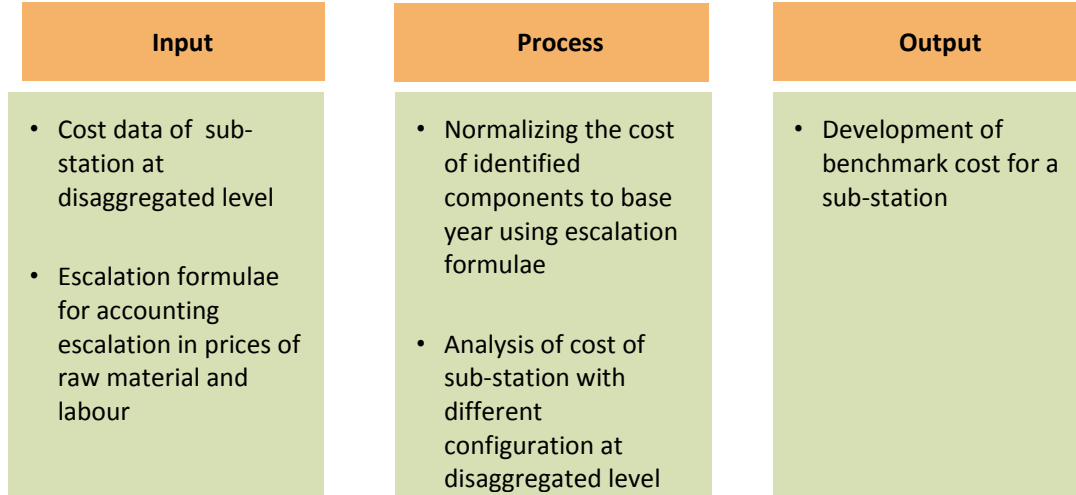 Input
• Cost data of sub-
station at
disaggregated level
• Escalation formulae
for accounting
escalation in prices of
raw material and
labour
Process
• Normalizing the cost
of identified
components to base
year using escalation
formulae
• Analysis of cost of
sub-station with
different
configuration at
disaggregated level
Output
• Development of
benchmark cost for a
sub-station